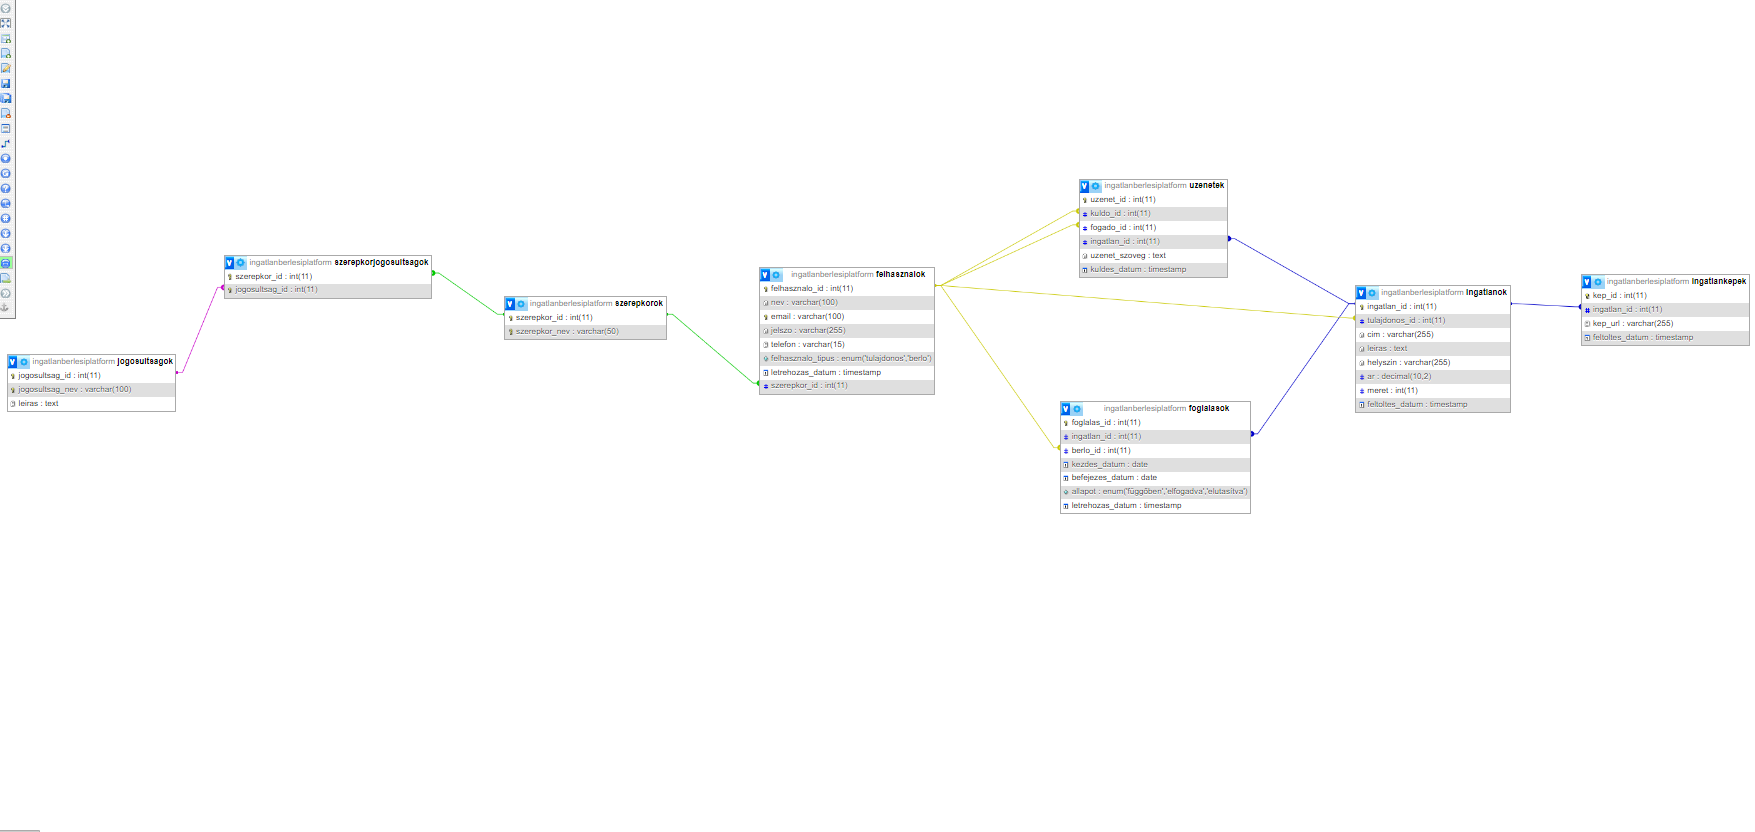 ingatlanberlesiplatform jogosultsagok
jogosultsag_id : int(11)
jogosultsag_nev : varchar(100)
leiras : text
ingatlanberlesiplatform szerepkorjogosultsagok
szerepkor_id : int(11)
jogosultsag_id : int(11)
ingatlanberlesiplatform szerepkorok
szerepkor_id : int(11)
szerepkor_nev : varchar(50)
ingatlanberlesiplatform felhasznalok
felhasznalo_id : int(11)
nev : varchar(100)
email : varchar(100)
jelszo : varchar(255)
telefon : varchar(15)
felhasznalo_tipus : enum('tulajdonos','berlo')
letrehozas_datum : timestamp
szerepkor_id : int(11)
ingatlanberlesiplatform uzenetek
uzenet_id : int(11)
kuldo_id : int(11)
fogado_id : int(11)
ingatlan_id : int(11)
uzenet_szoveg : text
kuldes_datum : timestamp
ingatlanberlesiplatform foglalasok
foglalas_id : int(11)
ingatlan_id : int(11)
berlo_id : int(11)
kezdes_datum : date
befejezes_datum : date
allapot : enum('függőben','elfogadva','elutasítva')
letrehozas_datum : timestamp
ingatlanberlesiplatform ingatlanok
ingatlan_id : int(11)
tulajdonos_id : int(11)
cim : varchar(255)
leiras : text
helyszin : varchar(255)
ar : decimal(10,2)
meret : int(11)
feltoltes_datum : timestamp
ingatlanberlesiplatform ingatlankepek
kep_id : int(11)
ingatlan_id : int(11)
kep_url : varchar(255)
feltoltes_datum : timestamp